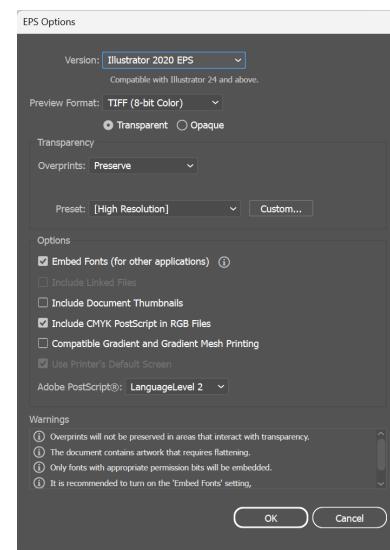 EPS Options
Version: Illustrator 2020 EPS
Compatible with Illustrator 24 and above.
Preview Format: TIFF (8-bit Color)
Transparent Opaque
Transparency
Overprints: Preserve
Preset: [High Resolution] Custom...
Options
Embed Fonts (for other applications)
Include Linked Files
Include Document Thumbnails
Include CMYK PostScript in RGB Files
Compatible Gradient and Gradient Mesh Printing
Use Printer's Default Screen
Adobe PostScript®: LanguageLevel 2
Warnings
Overprints will not be preserved in areas that interact with transparency.
The document contains artwork that requires flattening.
Only fonts with appropriate permission bits will be embedded.
It is recommended to turn on the 'Embed Fonts' setting,
OK Cancel